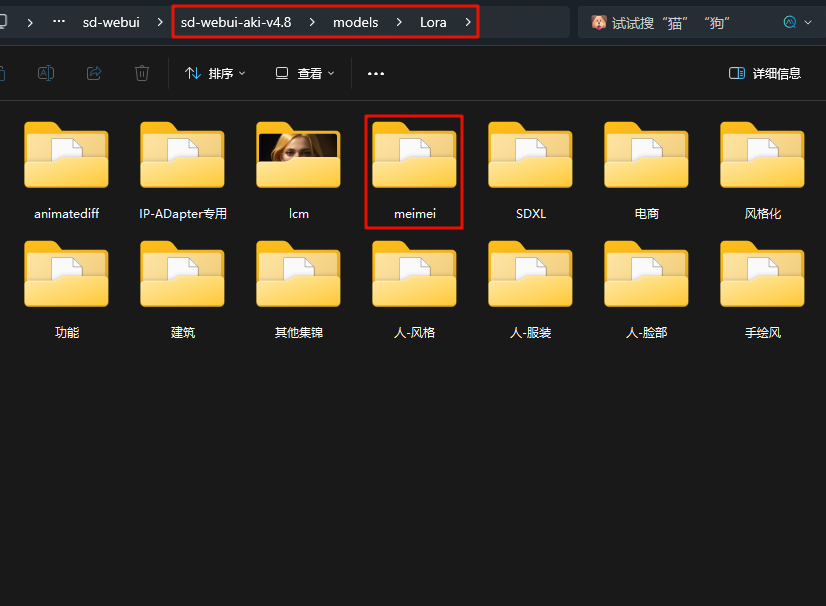 sd-webui sd-webui-aki-v4.8 models Lora 试试搜“猫” “狗”
排序 查看 详细信息
animatediff IP-ADapter专用 lcm meimei SDXL 电商 风格化
功能 建筑 其他集锦 人-风格 人-服装 人-脸部 手绘风